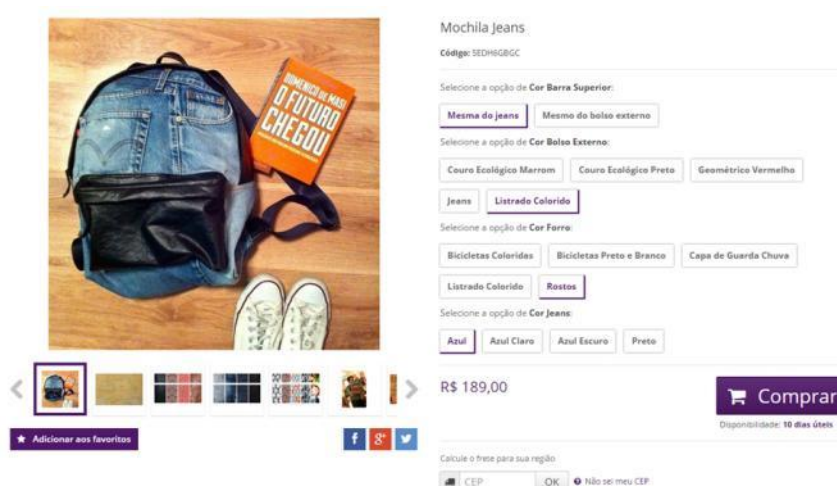 Mochila Jeans
Código: SEDH6GBGC
DOMENICO DE MASI
O FUTURO
CHEGOU
Selecione a opção de Cor Barra Superior:
Mesma do jeans Mesmo do bolso externo
Selecione a opção de Cor Bolso Externo:
Couro Ecológico Marrom Couro Ecológico Preto Geométrico Vermelho
Jeans Listrado Colorido
Selecione a opção de Cor Forro:
Bicicletas Coloridas Bicicletas Preto e Branco Capa de Guarda Chuva
Listrado Colorido Rostos
Selecione a opção de Cor Jeans:
Azul Azul Claro Azul Escuro Preto
R$ 189,00
Comprar
Disponibilidade: 10 dias úteis
Adicionar aos favoritos
Calcule o frete para sua região
CEP OK Não sei meu CEP